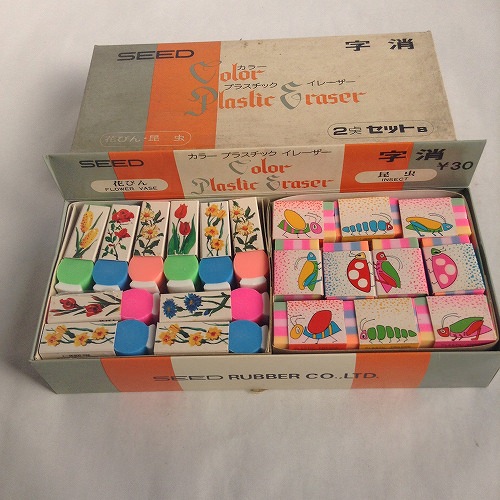 SEED
字消
カラー
Color
プラスチック イレーザー
Plastic Eraser
花びん・昆虫
2点セットB
SEED
カラー プラスチック イレーザー
字消
Color
Plastic Eraser
¥30
花びん
FLOWER VASE
昆虫
INSECT
SEED RUBBER CO.,LTD.